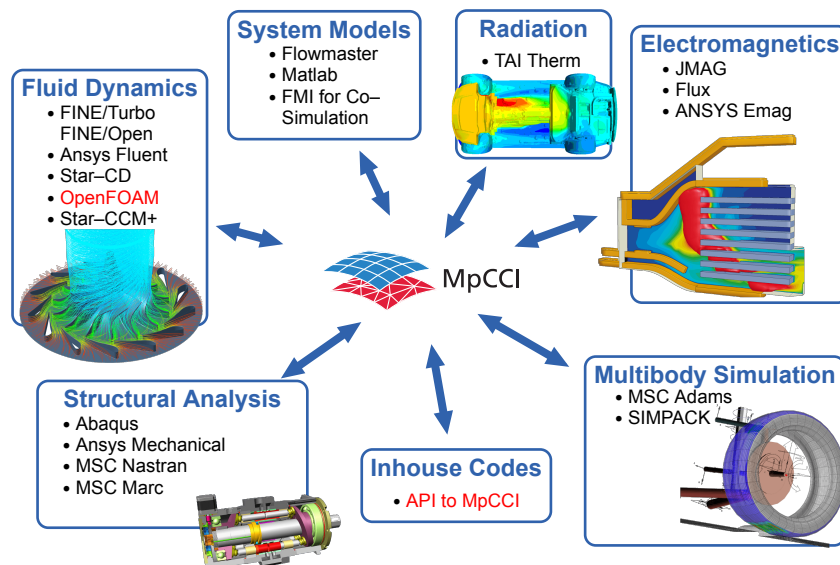 System Models
• Flowmaster
• Matlab
• FMI for Co–
Simulation
Radiation
• TAI Therm
Electromagnetics
• JMAG
• Flux
• ANSYS Emag
Fluid Dynamics
• FINE/Turbo
FINE/Open
• Ansys Fluent
• Star–CD
• OpenFOAM
• Star–CCM+
MpCCI
Structural Analysis
• Abaqus
• Ansys Mechanical
• MSC Nastran
• MSC Marc
Inhouse Codes
• API to MpCCI
Multibody Simulation
• MSC Adams
• SIMPACK